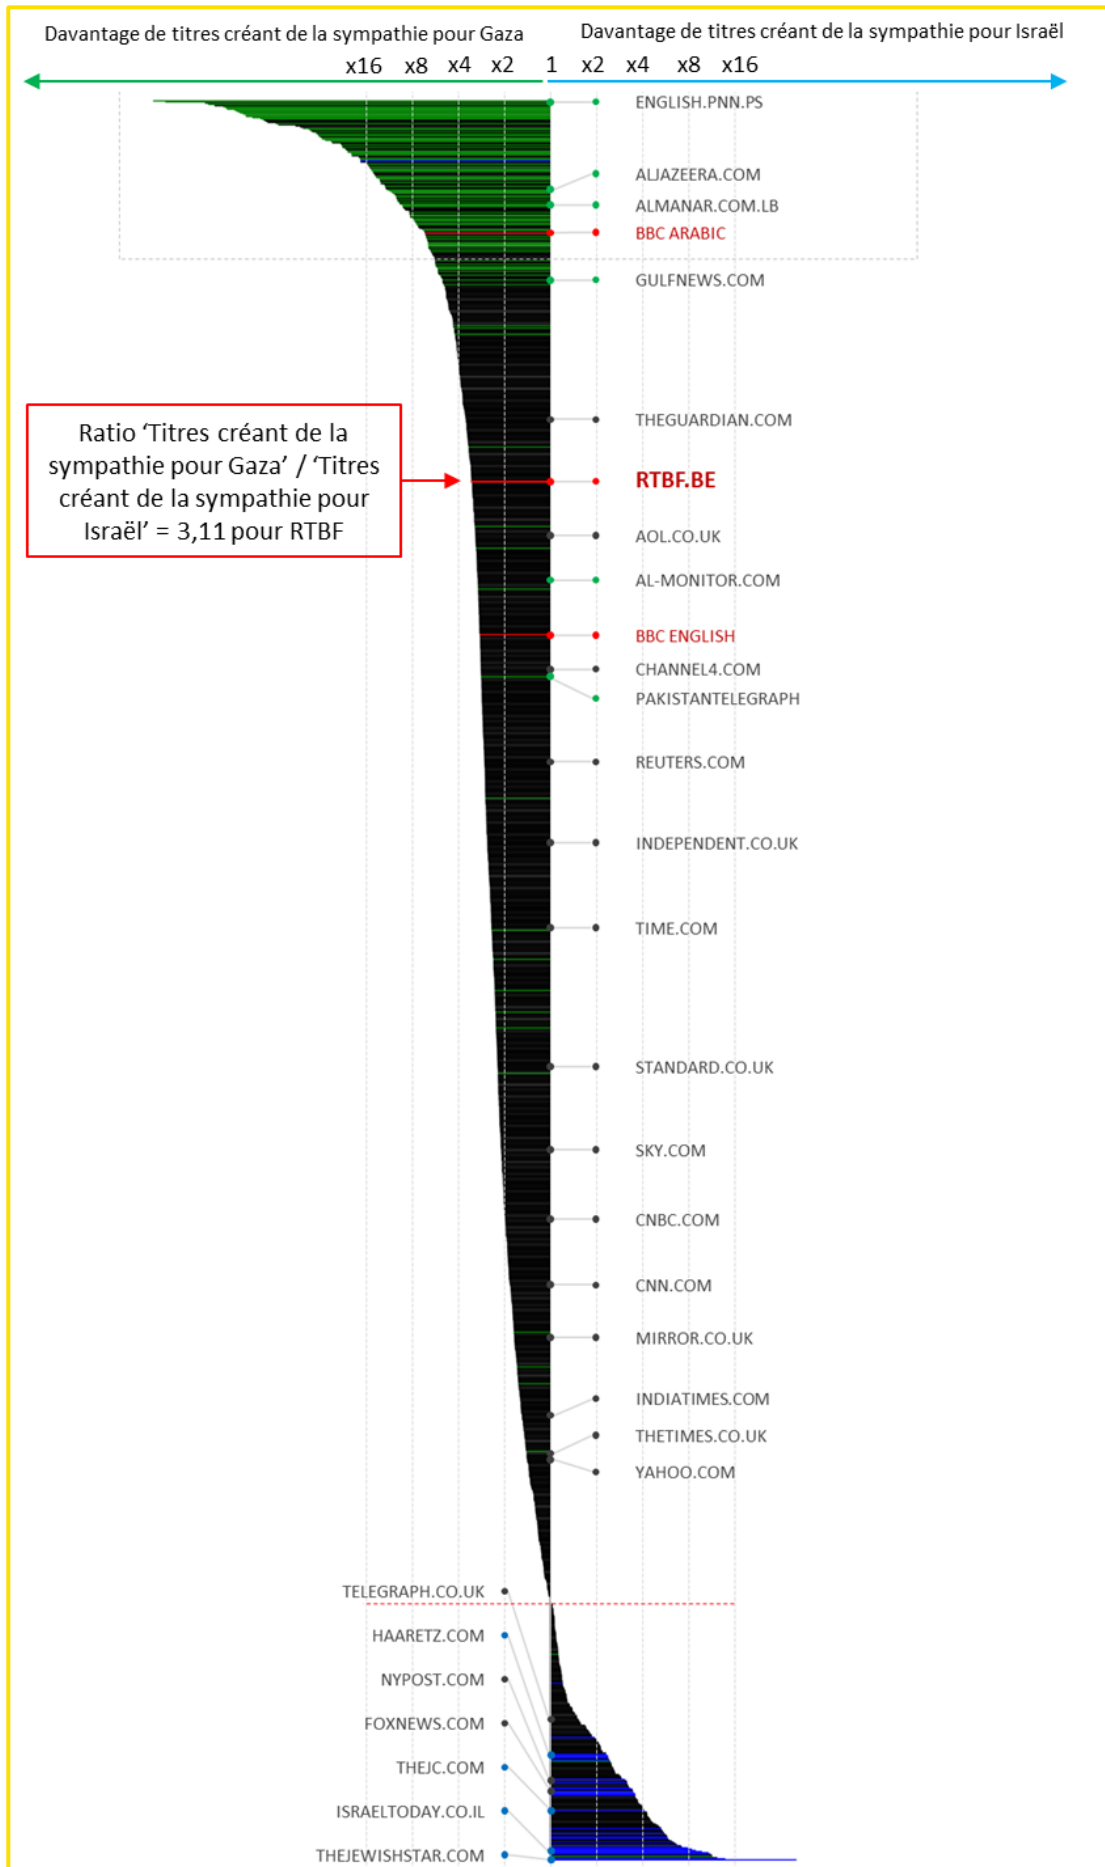 Davantage de titres créant de la sympathie pour Gaza
Davantage de titres créant de la sympathie pour Israël
x16 x8 x4 x2 1 x2 x4 x8 x16
ENGLISH.PNN.PS
ALJAZEERA.COM
ALMANAR.COM.LB
BBC ARABIC
GULFNEWS.COM
THEGUARDIAN.COM
Ratio ‘Titres créant de la
sympathie pour Gaza’ / ‘Titres
créant de la sympathie pour
Israël’ = 3,11 pour RTBF
RTBF.BE
AOL.CO.UK
AL-MONITOR.COM
BBC ENGLISH
CHANNEL4.COM
PAKISTANTELEGRAPH
REUTERS.COM
INDEPENDENT.CO.UK
TIME.COM
STANDARD.CO.UK
SKY.COM
CNBC.COM
CNN.COM
MIRROR.CO.UK
INDIATIMES.COM
THETIMES.CO.UK
YAHOO.COM
TELEGRAPH.CO.UK
HAARETZ.COM
NYPOST.COM
FOXNEWS.COM
THEJC.COM
ISRAELTODAY.CO.IL
THEJEWISHSTAR.COM